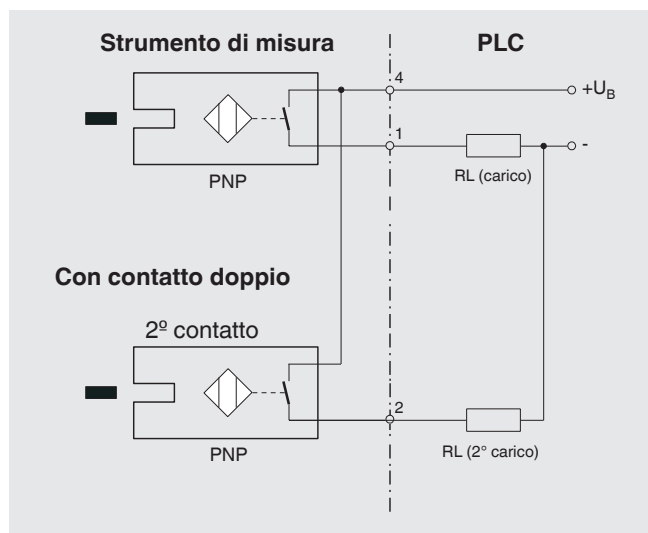 Strumento di misura
PLC
4
+UB
1
-
RL (carico)
PNP
Con contatto doppio
2º contatto
2
RL (2° carico)
PNP